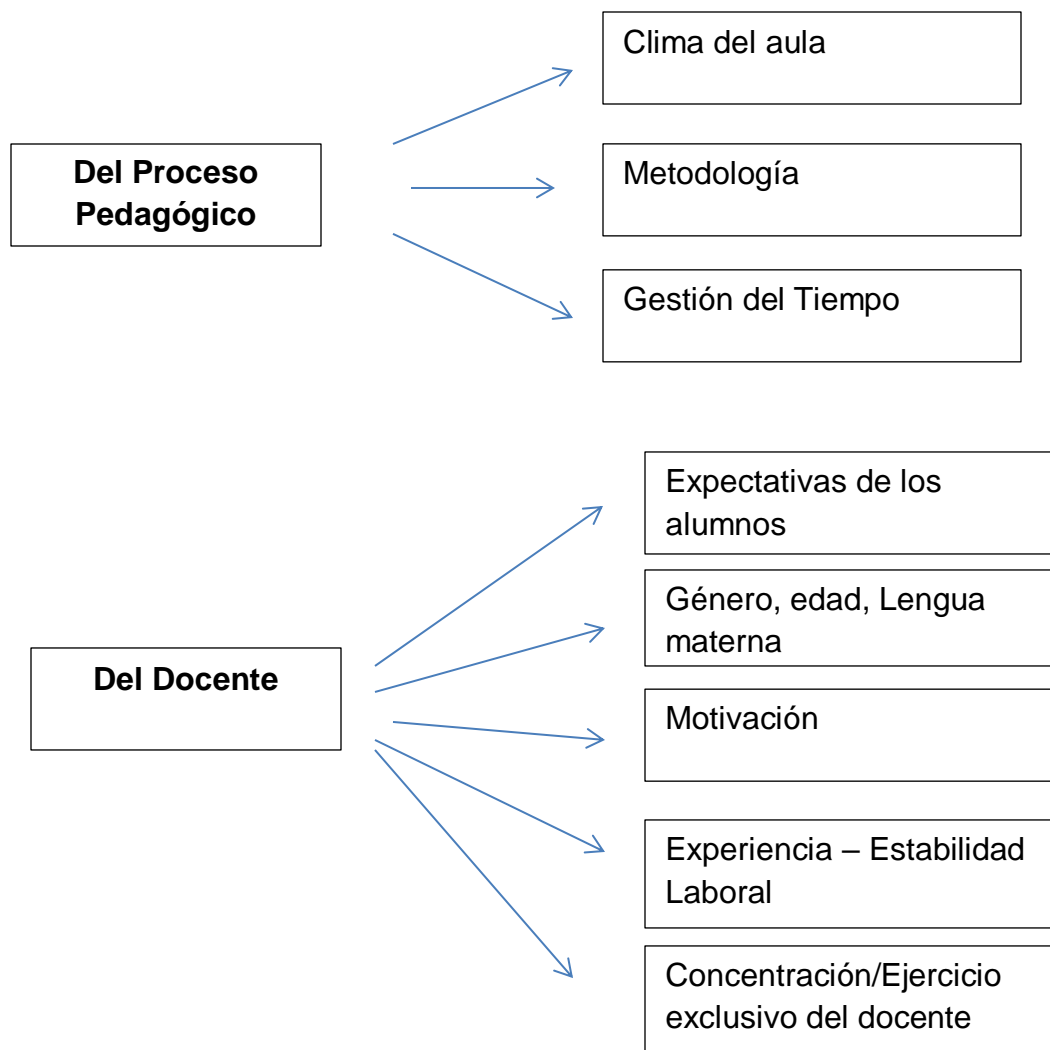 Clima del aula
Del Proceso
Pedagógico
Metodología
Gestión del Tiempo
Expectativas de los
alumnos
Género, edad, Lengua
materna
Del Docente
Motivación
Experiencia – Estabilidad
Laboral
Concentración/Ejercicio
exclusivo del docente